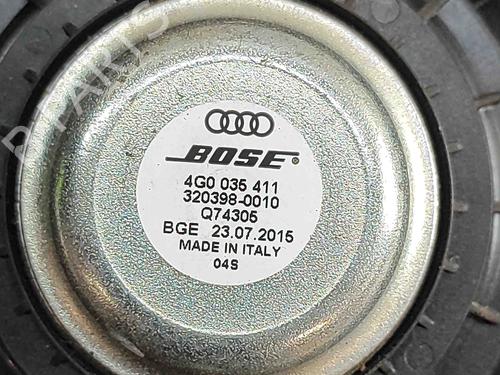 BOSE
4G0 035 411
320398-0010
Q74305
BGE 23.07.2015
MADE IN ITALY
04S